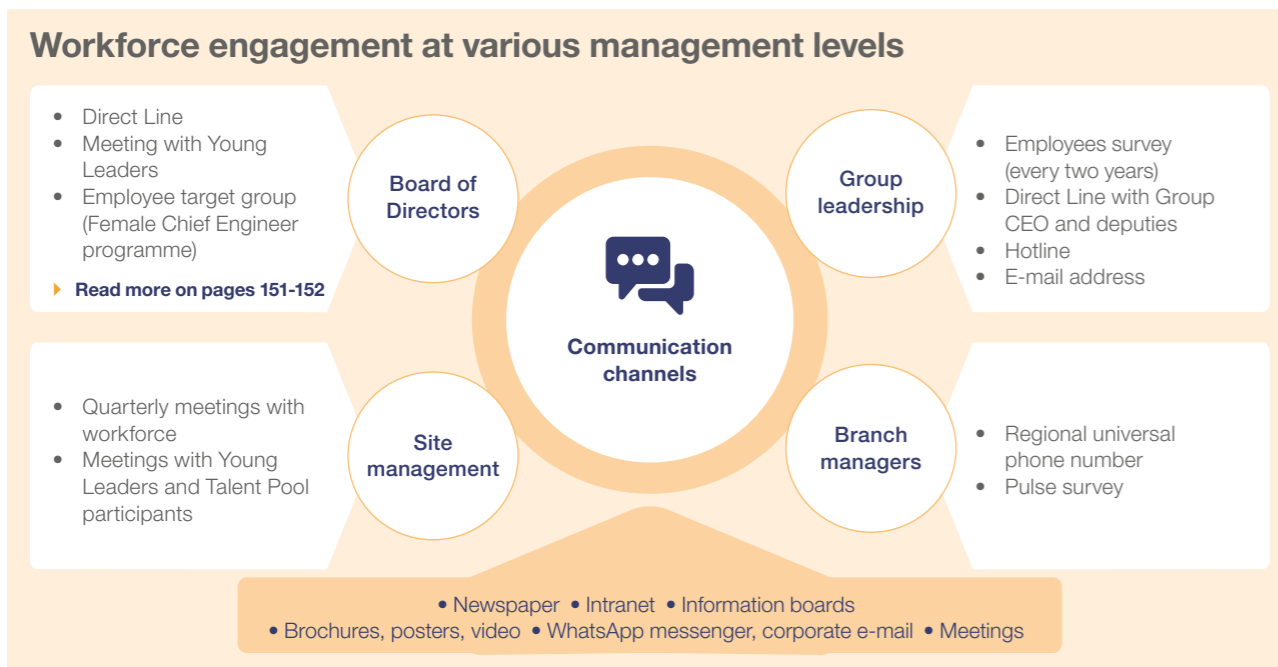 Workforce engagement at various management levels
• Direct Line
• Meeting with Young
Leaders
• Employee target group
(Female Chief Engineer
programme)
Read more on pages 151-152
Board of
Directors
Group
leadership
• Employees survey
(every two years)
• Direct Line with Group
CEO and deputies
• Hotline
• E-mail address
Communication
channels
• Quarterly meetings with
workforce
• Meetings with Young
Leaders and Talent Pool
participants
Site
management
Branch
managers
• Regional universal
phone number
• Pulse survey
• Newspaper • Intranet • Information boards
• Brochures, posters, video • WhatsApp messenger, corporate e-mail • Meetings